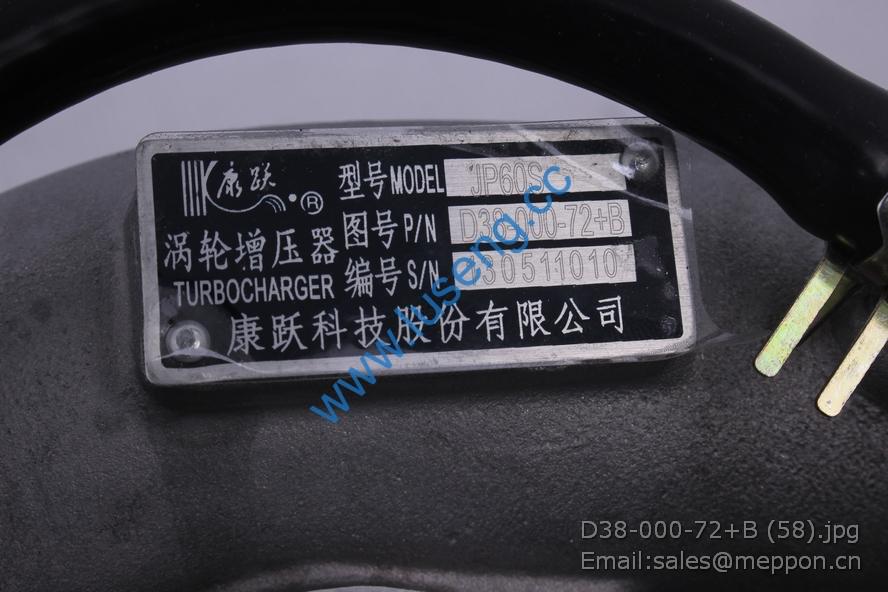 康跃 ®
涡轮增压器
TURBOCHARGER
型号MODEL JP60S
图号P/N D38-000-72+B
编号S/N 30511010
康跃科技股份有限公司
www.fuseng.cc
D38-000-72+B (58).jpg
Email:sales@meppon.cn